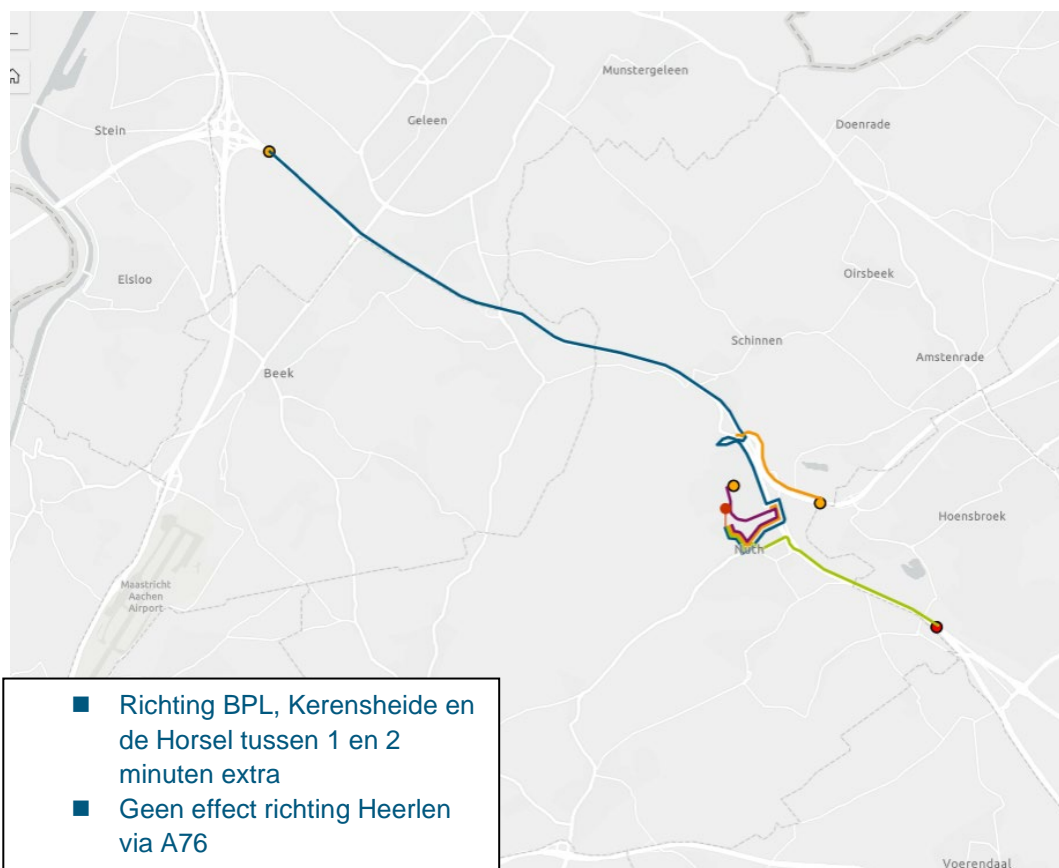 Munstergeleen
Geleen
Stein
Doenrade
Oirsbeek
Elsloo
Schinnen
Amstenrade
Beek
Hoensbroek
Nuth
Maastricht
Aachen
Airport
■ Richting BPL, Kerensheide en
de Horsel tussen 1 en 2
minuten extra
■ Geen effect richting Heerlen
via A76
Voerendaal